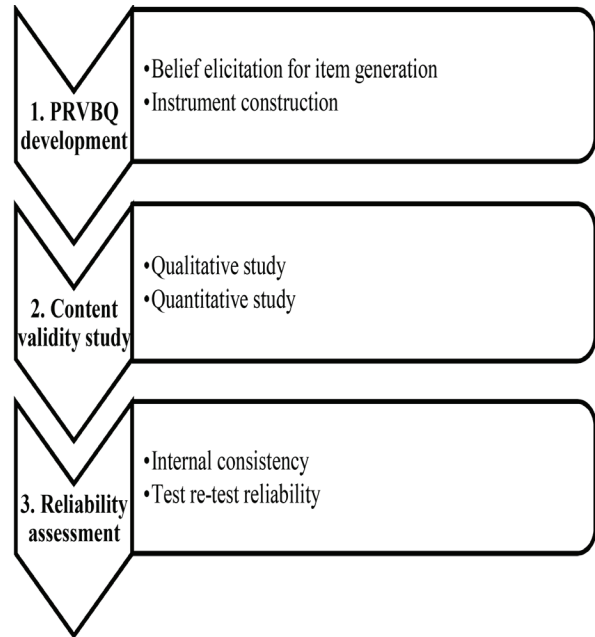 1. PRVBQ
development
•Belief elicitation for item generation
•Instrument construction
2. Content
validity study
•Qualitative study
•Quantitative study
3. Reliability
assessment
•Internal consistency
•Test re-test reliability